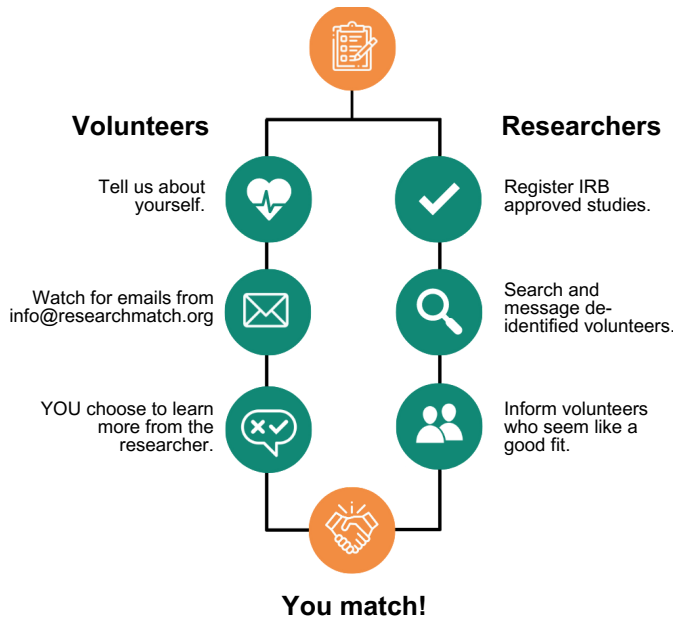 Volunteers
Tell us about
yourself.
Watch for emails from
info@researchmatch.org
YOU choose to learn
more from the
researcher.
Researchers
Register IRB
approved studies.
Search and
message de-
identified volunteers.
Inform volunteers
who seem like a
good fit.
You match!